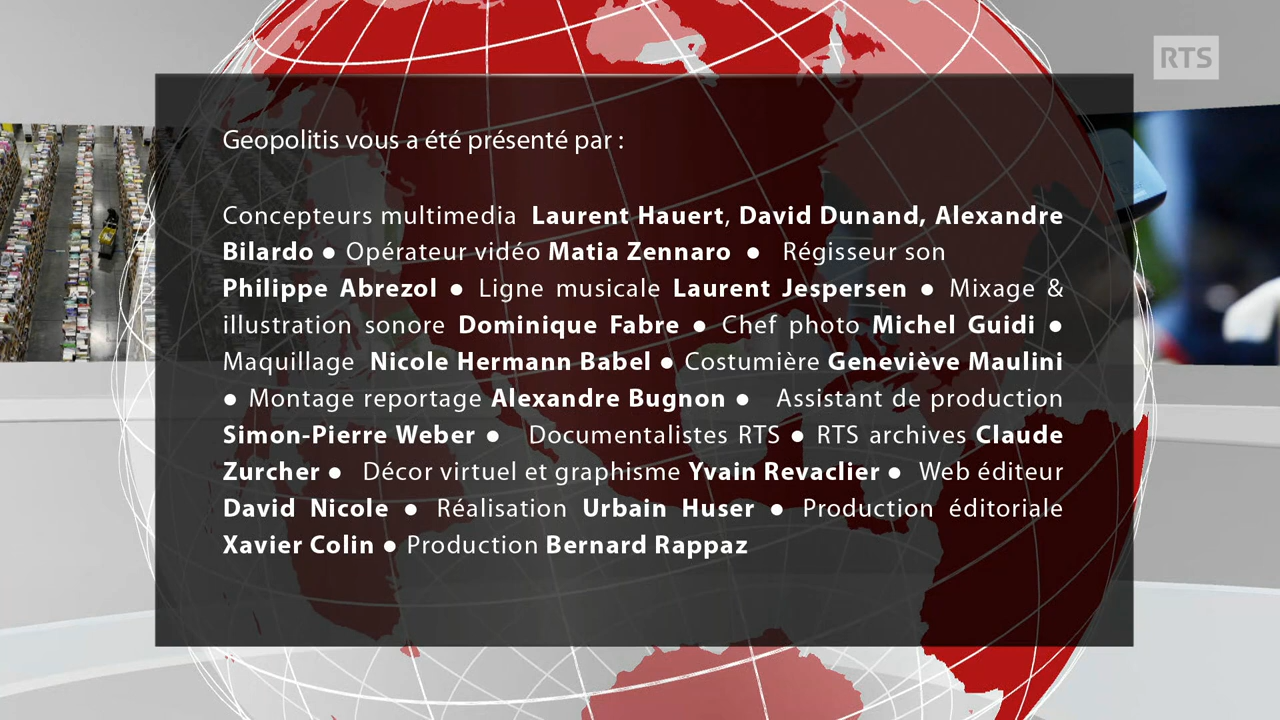 RTS
Geopolitis vous a été présenté par :
Concepteurs multimedia Laurent Hauert, David Dunand, Alexandre
Bilardo ● Opérateur vidéo Matia Zennaro ● Régisseur son
Philippe Abrezol ● Ligne musicale Laurent Jespersen ● Mixage &
illustration sonore Dominique Fabre ● Chef photo Michel Guidi ●
Maquillage Nicole Hermann Babel ● Costumière Geneviève Maulini
● Montage reportage Alexandre Bugnon ● Assistant de production
Simon-Pierre Weber ● Documentalistes RTS ● RTS archives Claude
Zurcher ● Décor virtuel et graphisme Yvain Revaclier ● Web éditeur
David Nicole ● Réalisation Urbain Huser ● Production éditoriale
Xavier Colin ● Production Bernard Rappaz